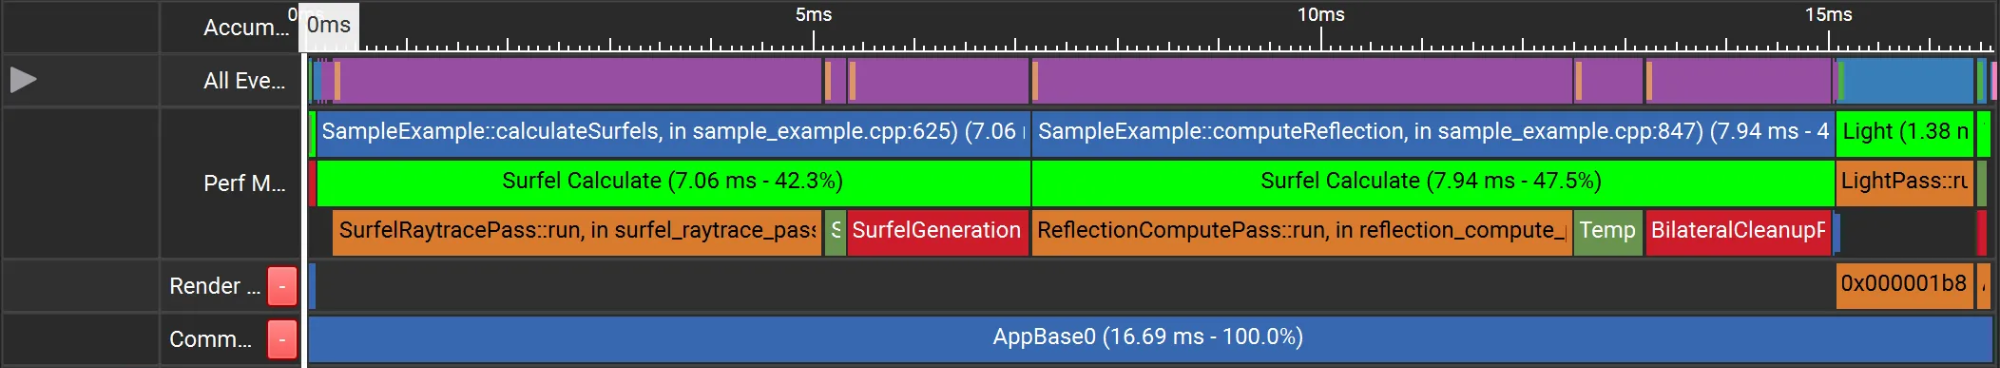 Accum... 0 0ms 5ms 10ms 15ms
All Eve...
SampleExample::calculateSurfels, in sample_example.cpp:625) (7.06 SampleExample::computeReflection, in sample_example.cpp:847) (7.94 ms - 4 Light (1.38
Perf M... Surfel Calculate (7.06 ms - 42.3%) Surfel Calculate (7.94 ms - 47.5%) LightPass::ru
SurfelRaytracePass::run, in surfel_raytrace_pass S SurfelGeneration ReflectionComputePass::run, in reflection_compute_ Temp BilateralCleanup
Render ... - 0x000001b8
Comm... - AppBase0 (16.69 ms - 100.0%)